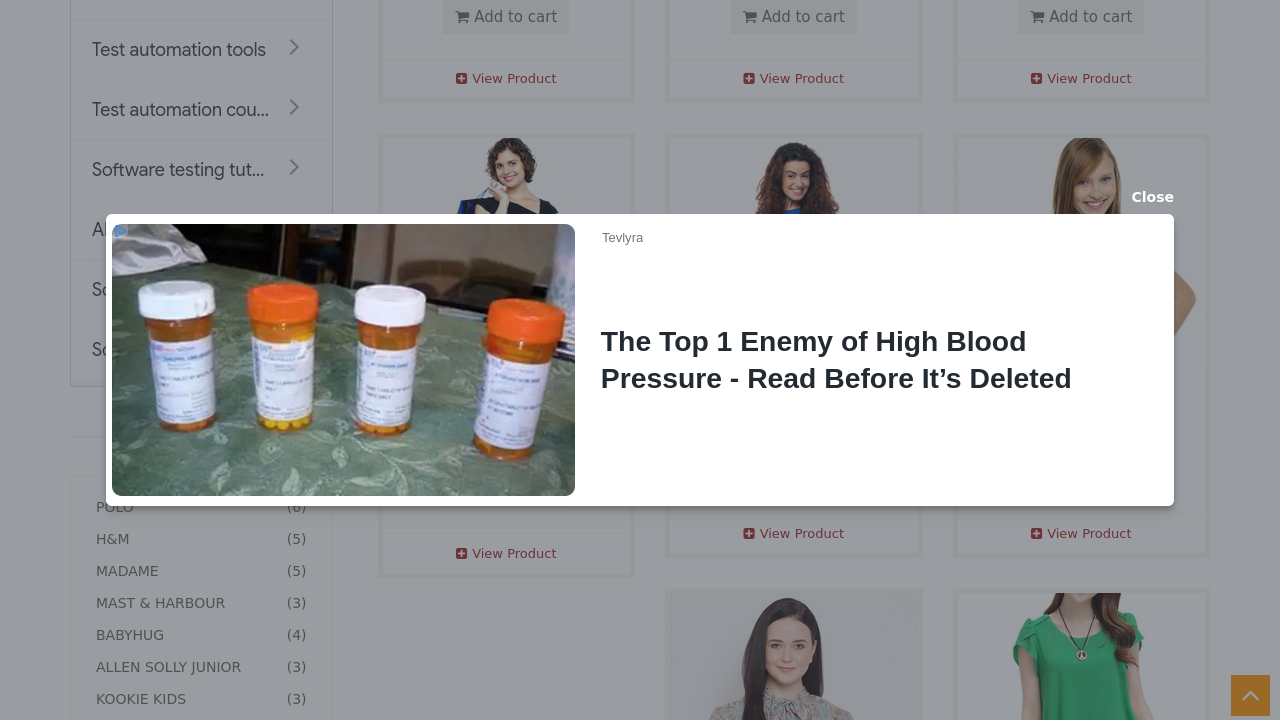 Add to cart
Add to cart
Add to cart
Test automation tools
View Product
View Product
View Product
Test automation cou...
Software testing tut...
Close
Tevlyra
The Top 1 Enemy of High Blood
Pressure - Read Before It’s Deleted
POLO (6)
H&M (5)
View Product
View Product
View Product
MADAME (5)
MAST & HARBOUR (3)
BABYHUG (4)
ALLEN SOLLY JUNIOR (3)
KOOKIE KIDS (3)